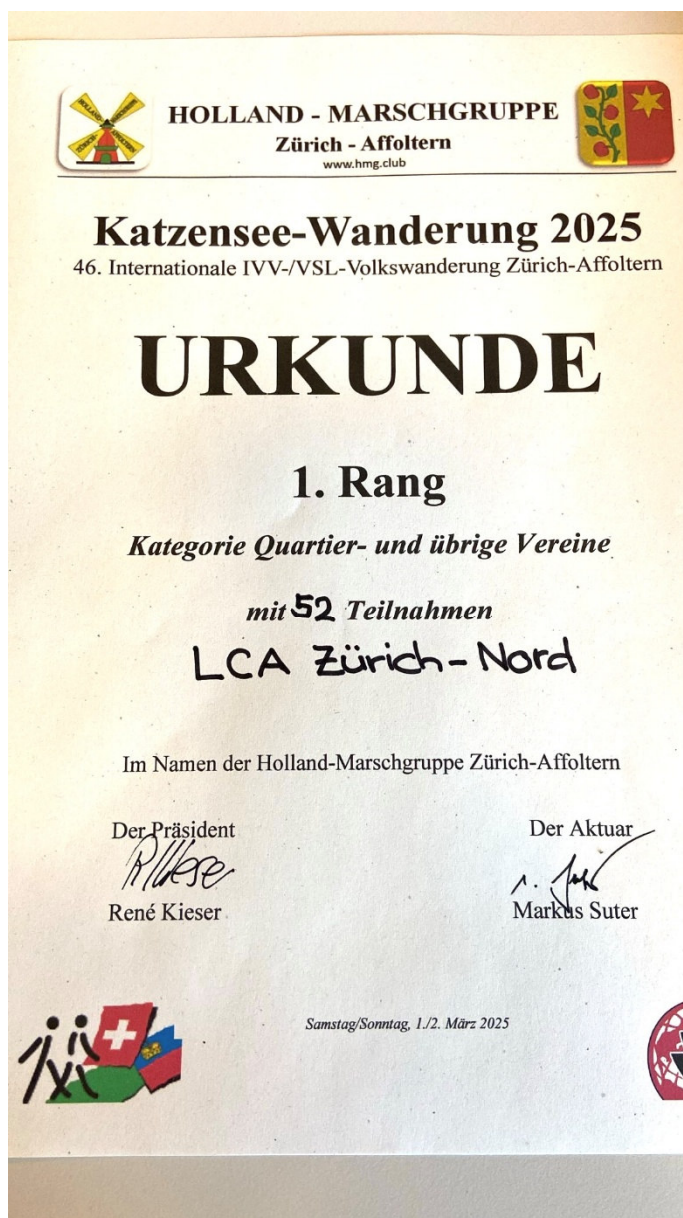 HOLLAND - MARSCHGRUPPE
Zürich - Affoltern
www.hmg.club
Katzensee-Wanderung 2025
46. Internationale IVV-/VSL-Volkswanderung Zürich-Affoltern
URKUNDE
1. Rang
Kategorie Quartier- und übrige Vereine
mit 52 Teilnahmen
LCA Zürich-Nord
Im Namen der Holland-Marschgruppe Zürich-Affoltern
Der Präsident Der Aktuar
René Kieser Markus Suter
Samstag/Sonntag, 1./2. März 2025